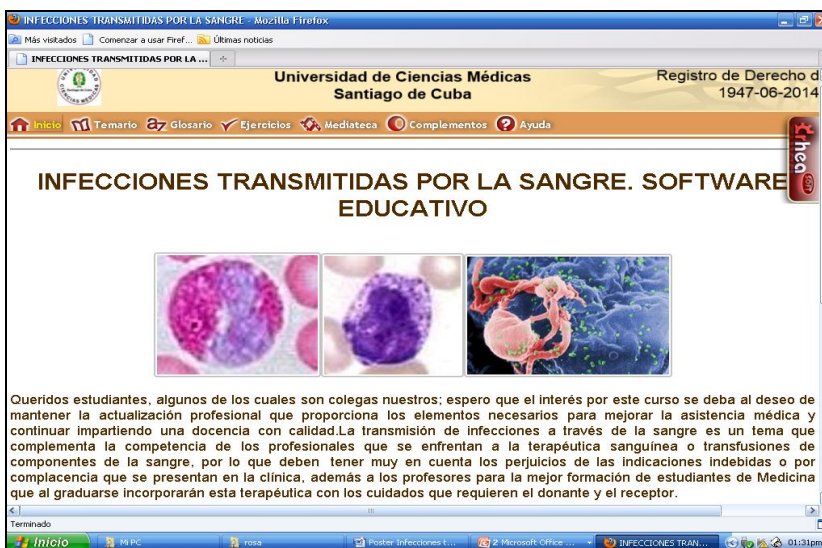 INFECCIONES TRANSMITIDAS POR LA SANGRE - Mozilla Firefox
Más visitados Comenzar a usar Firef... Últimas noticias
INFECCIONES TRANSMITIDAS POR LA ...
Universidad de Ciencias Médicas
Santiago de Cuba
Registro de Derecho d
1947-06-2014
Inicio Temario Glosario Ejercicios Mediateca Complementos Ayuda
rhea
INFECCIONES TRANSMITIDAS POR LA SANGRE. SOFTWARE
EDUCATIVO
Queridos estudiantes, algunos de los cuales son colegas nuestros; espero que el interés por este curso se deba al deseo de
mantener la actualización profesional que proporciona los elementos necesarios para mejorar la asistencia médica y
continuar impartiendo una docencia con calidad.La transmisión de infecciones a través de la sangre es un tema que
complementa la competencia de los profesionales que se enfrentan a la terapéutica sanguínea o transfusiones de
componentes de la sangre, por lo que deben tener muy en cuenta los perjuicios de las indicaciones indebidas o por
complacencia que se presentan en la clínica, además a los profesores para la mejor formación de estudiantes de Medicina
que al graduarse incorporarán esta terapéutica con los cuidados que requieren el donante y el receptor.
Terminado
Inicio Mi PC rosa Poster Infecciones t... 2 Microsoft Office ... INFECCIONES TRAN... 01:31pm